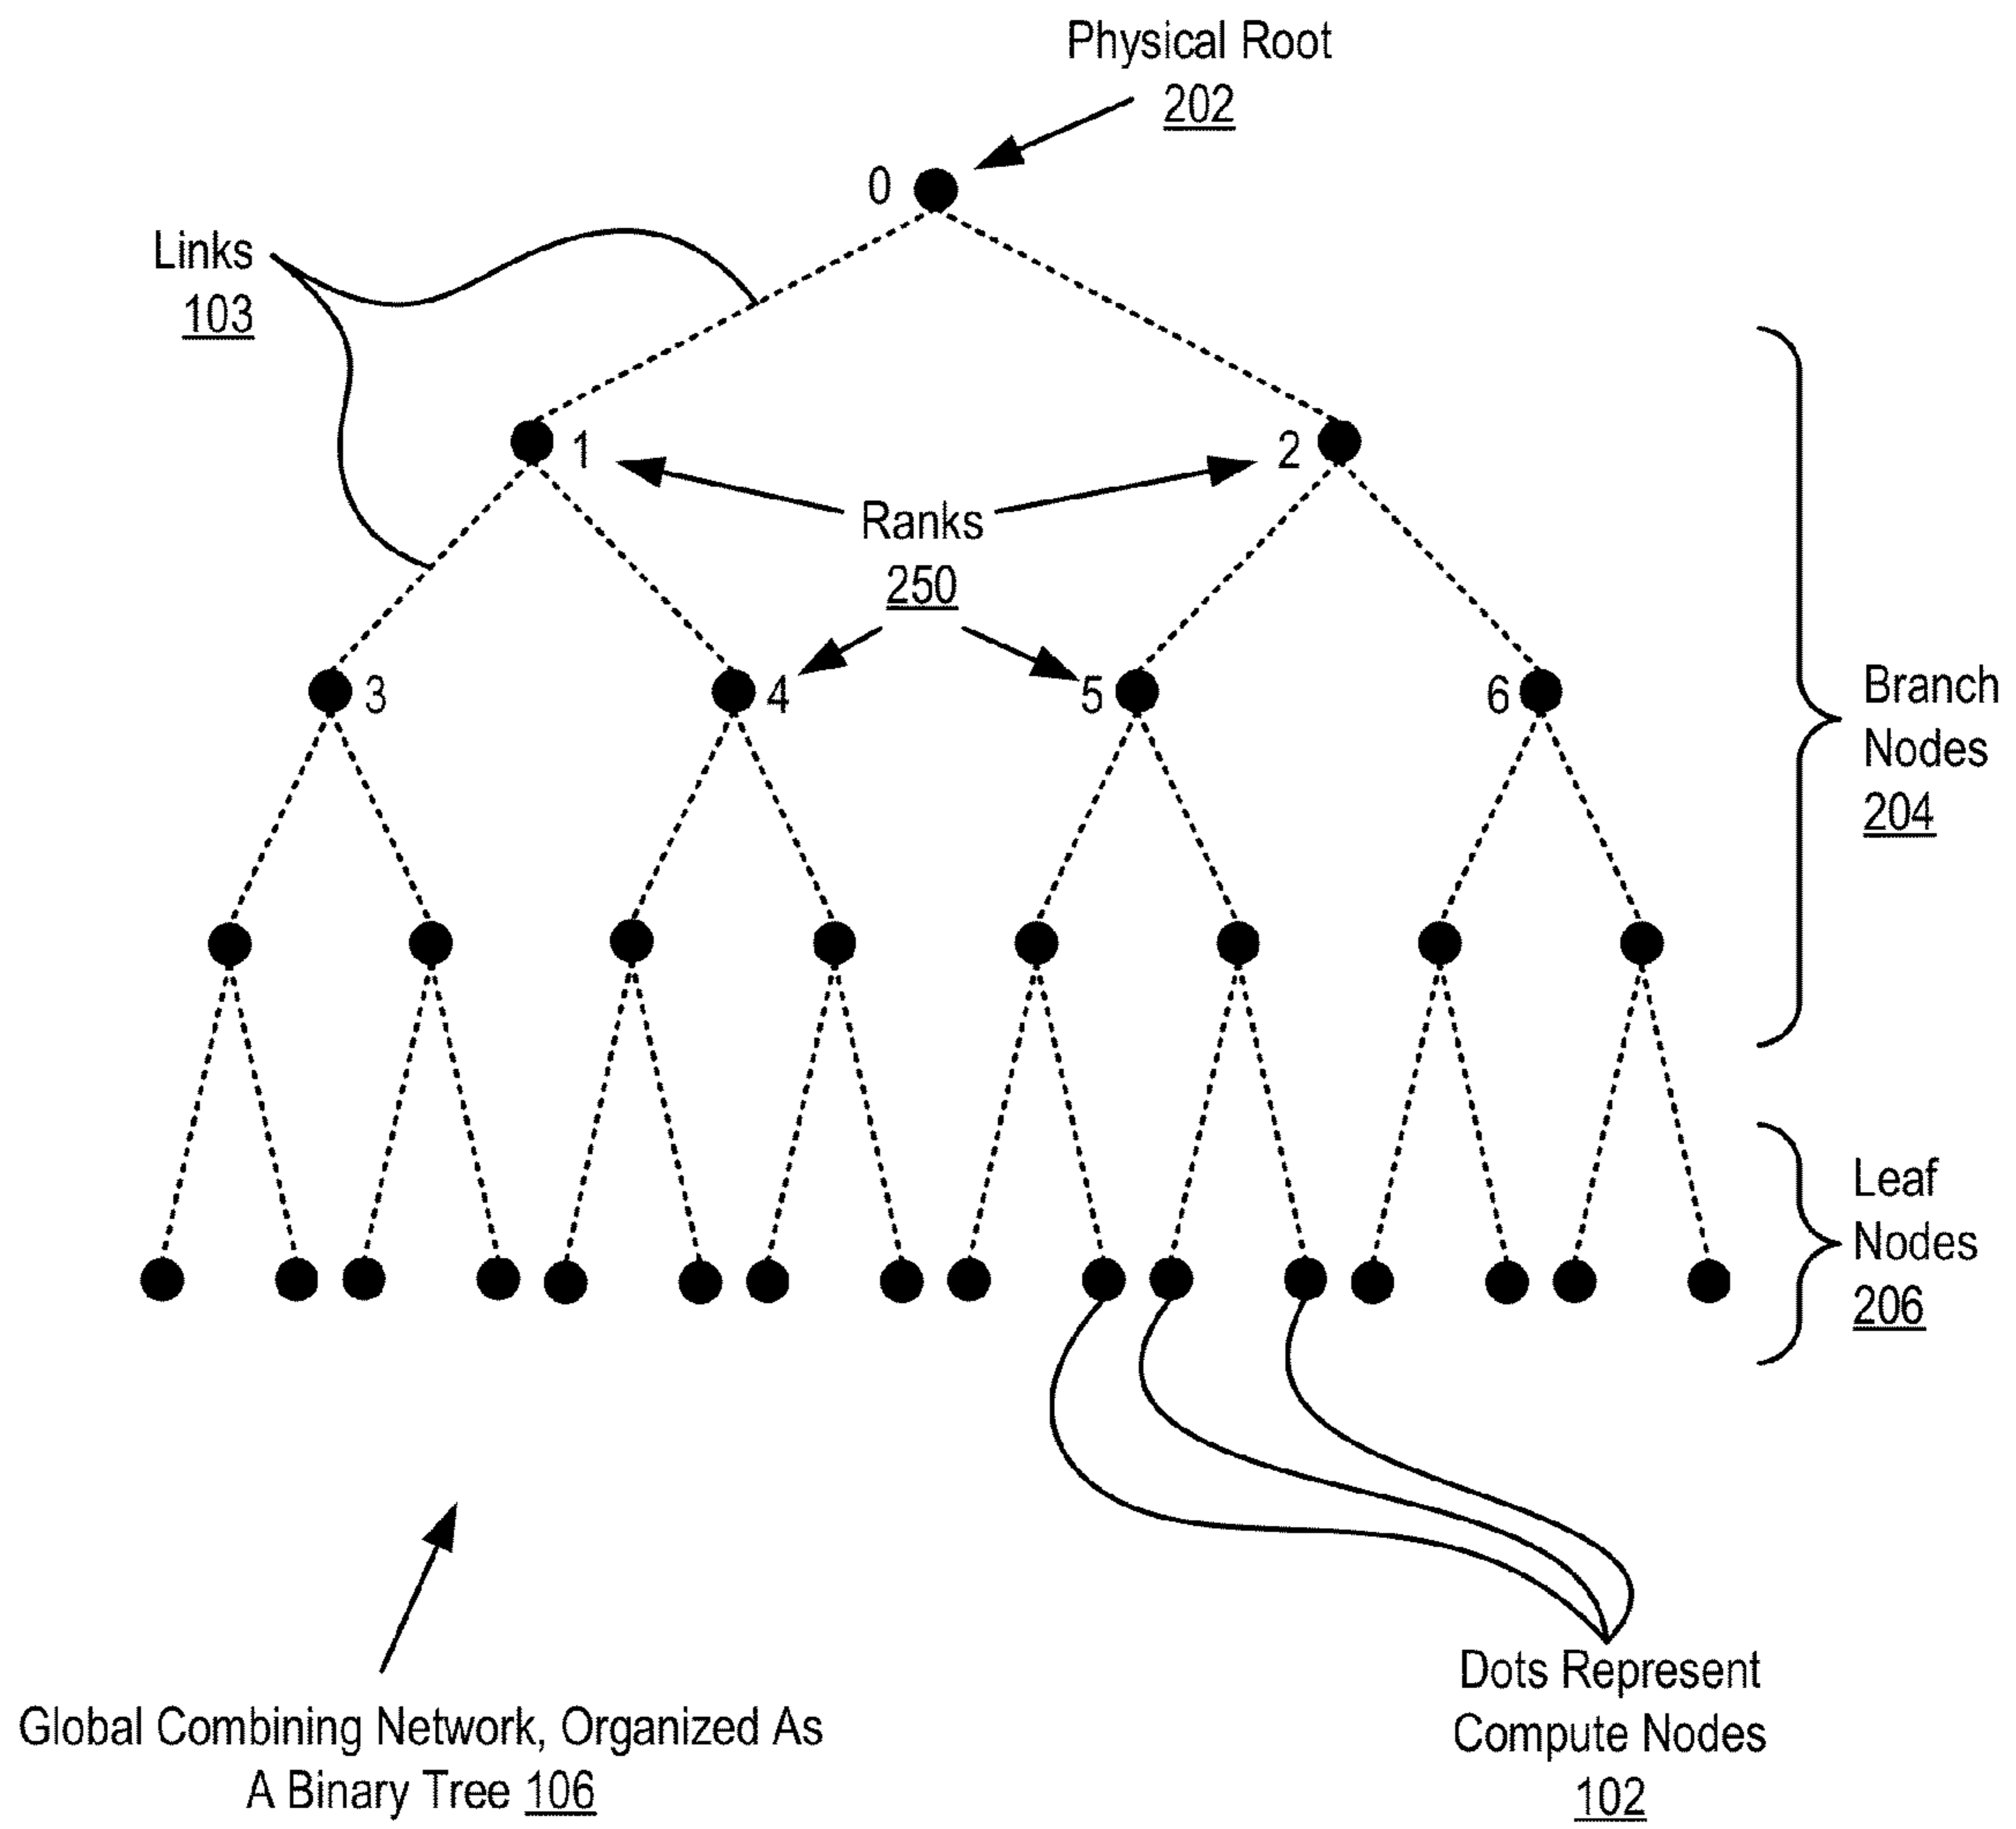 Physical Root
202
0
Links
103
1
2
Ranks
250
3
4
5
6
Branch
Nodes
204
Leaf
Nodes
206
Dots Represent
Compute Nodes
102
Global Combining Network, Organized As
A Binary Tree 106